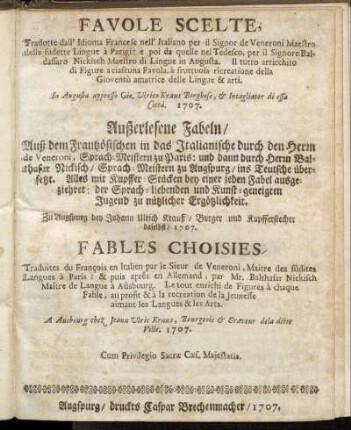 FAVOLE SCELTE,
Tradotte dall' Idioma Francese nell' Italiano per il Signor de Veneroni Maestro
della sudette Lingue à Parigi: e poi da quelle nel Tedesco, per il Signore Bal-
dassaro Nickisch Maestro di Lingue in Augusta. Il tutto arricchito
di Figure a ciascuna Favola, à fruttuosa ricreatione della
Gioventù amatrice delle Lingue & arti.
In Augusta appresso Gio. Ulrico Kraus Borghese, & Intagliator di essa
Città. 1707.
Außerlesene Fabeln/
Auß dem Frantzösischen in das Italianische durch den Herrn
de Veneroni, Sprach-Meistern zu Paris: und dann durch Herrn Bal-
thasar Nickisch/ Sprach-Meistern zu Augspurg/ ins Teutsche über-
setzt. Alles mit Kupffer-Stücken bey einer jeden Fabel ausge-
ziehret: der Sprach-liebenden und Kunst-geneigten
Jugend zu nützlicher Ergötzlichkeit.
Zu Augspurg bey Johann Ulrich Krauß/ Burger und Kupfferstecher
daselbst/ 1707.
FABLES CHOISIES,
Traduites du François en Italien par le Sieur de Veneroni, Maitre des sûdites
Langues à Paris: & puis aprés en Allemand, par Mr. Balthasar Nickisch
Maître de Langue à Ausbourg. Le tout enrichi de Figures à chaque
Fable, au profit & à la recreation de la Jeunesse
aimant les Langues & les Arts.
A Ausbourg chez Jean Ulric Kraus, Bourgeois & Graveur de la ditte
Ville. 1707.
Cum Privilegio Sacræ Cæs. Majestatis.
Augspurg/ druckts Caspar Brechenmacher/ 1707.